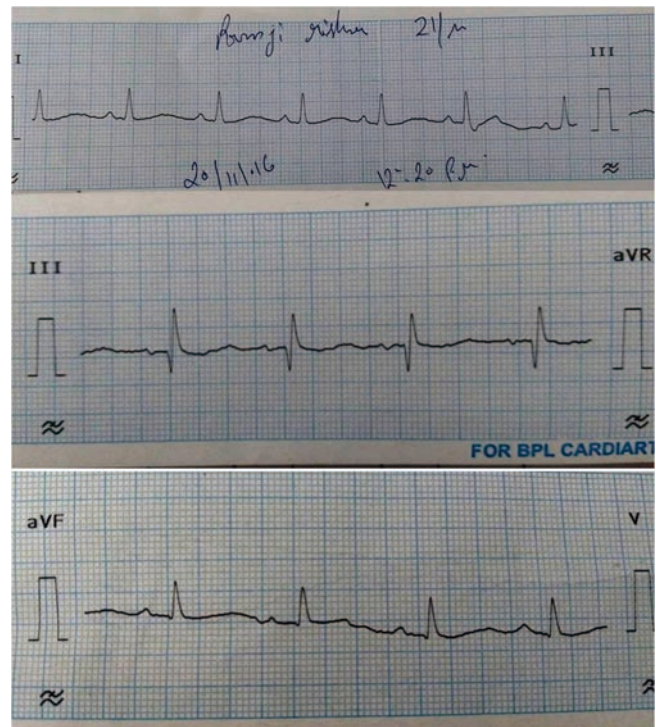 21/M
I III
20/11/16 12-20 P.M
III aVR
FOR BPL CARDIART
aVF V